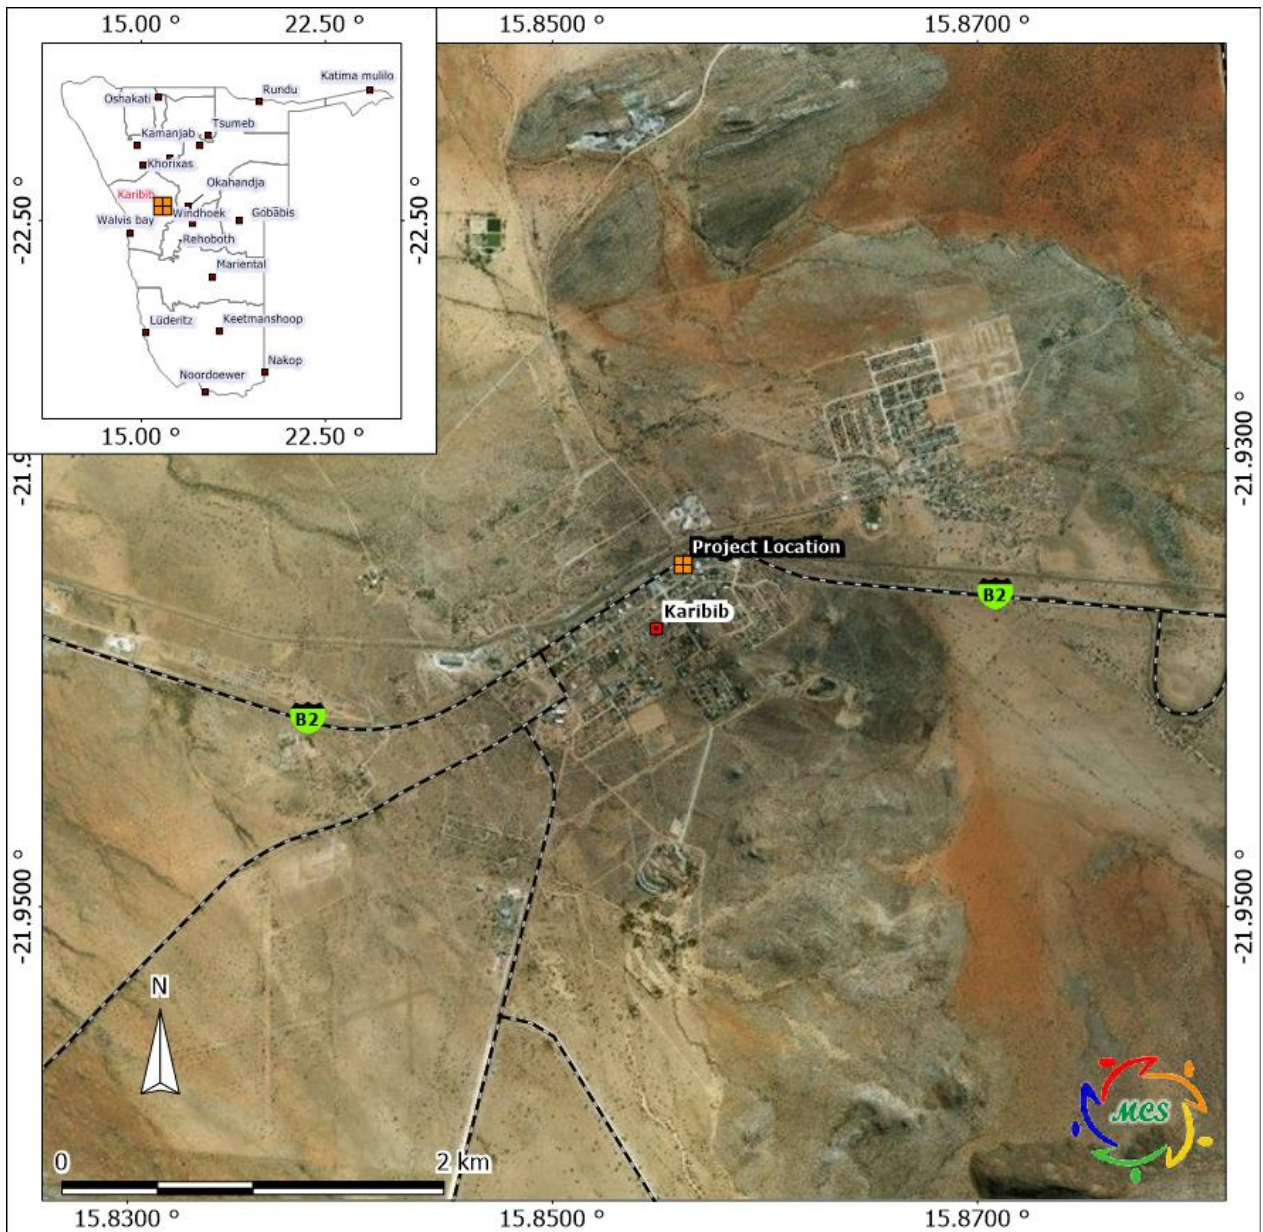 15.00 °
22.50 °
15.8500 °
15.8700 °
Katima mulilo
Rundu
Oshakati
Tsumeb
Kamanjab
Khorixas
Okahandja
Karibib
-22.50 °
-22.50 °
Walvis bay
Windhoek
Gobabis
Rehoboth
Mariental
Lüderitz
Keetmanshoop
Nakop
Noordoewer
15.00 °
22.50 °
-21.9300 °
Project Location
B2
Karibib
B2
-21.9500 °
-21.9500 °
N
MCS
0
2 km
15.8300 °
15.8500 °
15.8700 °